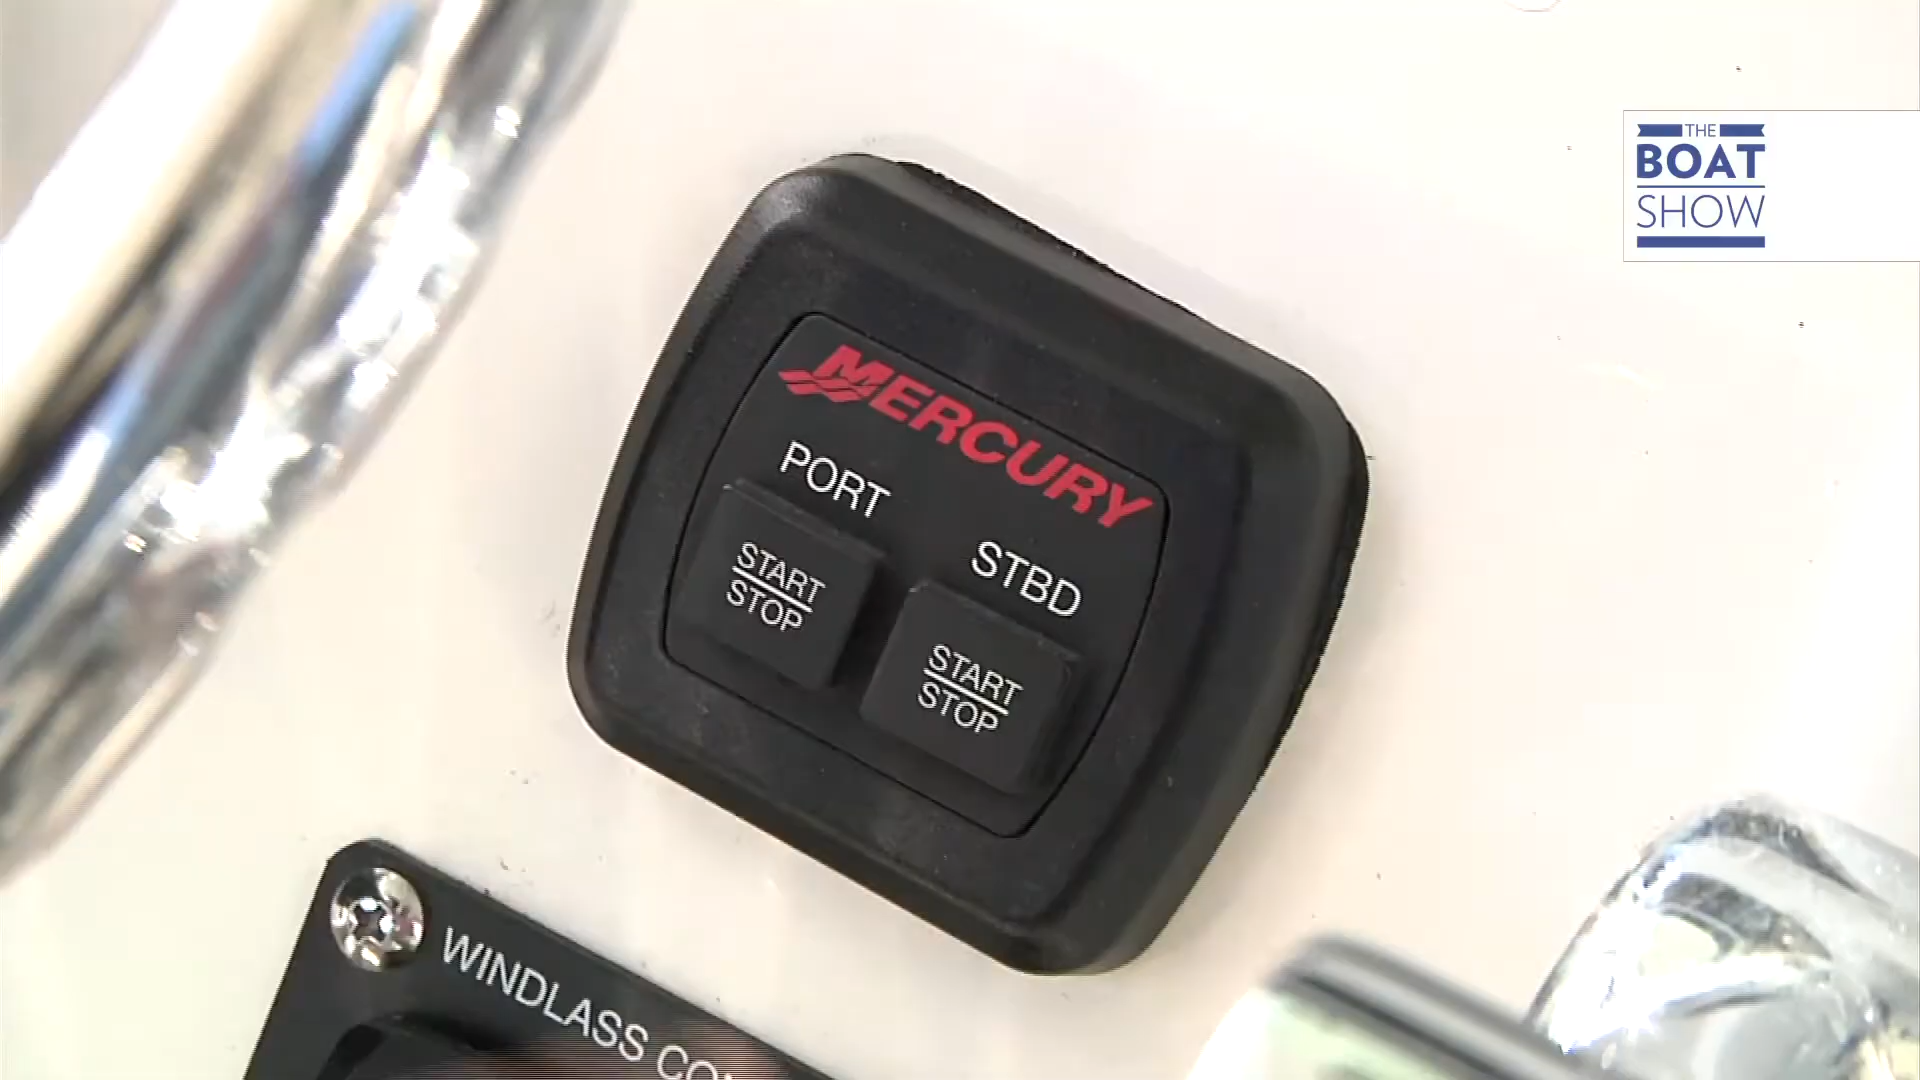 THE
BOAT
SHOW
MERCURY
PORT
STBD
START
STOP
START
STOP
WINDLASS